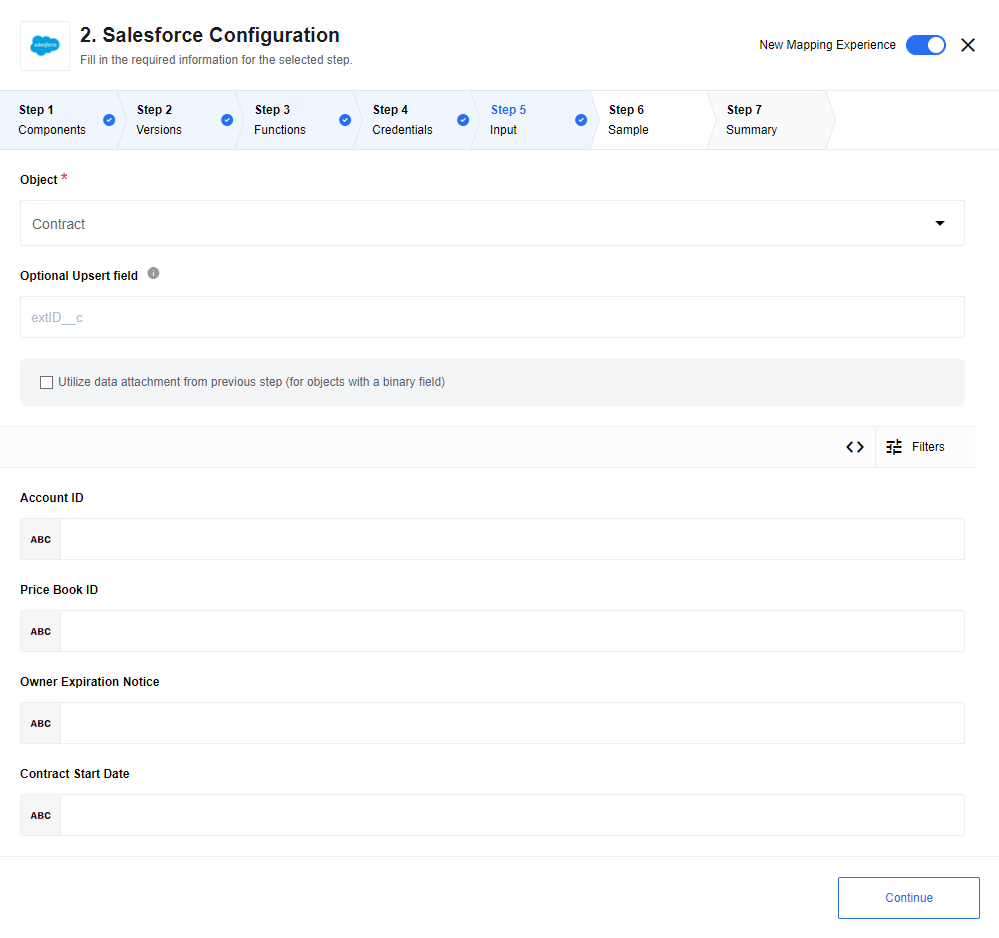 salesforce
2. Salesforce Configuration
Fill in the required information for the selected step.
New Mapping Experience
Step 1
Components
Step 2
Versions
Step 3
Functions
Step 4
Credentials
Step 5
Input
Step 6
Sample
Step 7
Summary
Object *
Contract
Optional Upsert field
extID__c
Utilize data attachment from previous step (for objects with a binary field)
Filters
Account ID
ABC
Price Book ID
ABC
Owner Expiration Notice
ABC
Contract Start Date
ABC
Continue